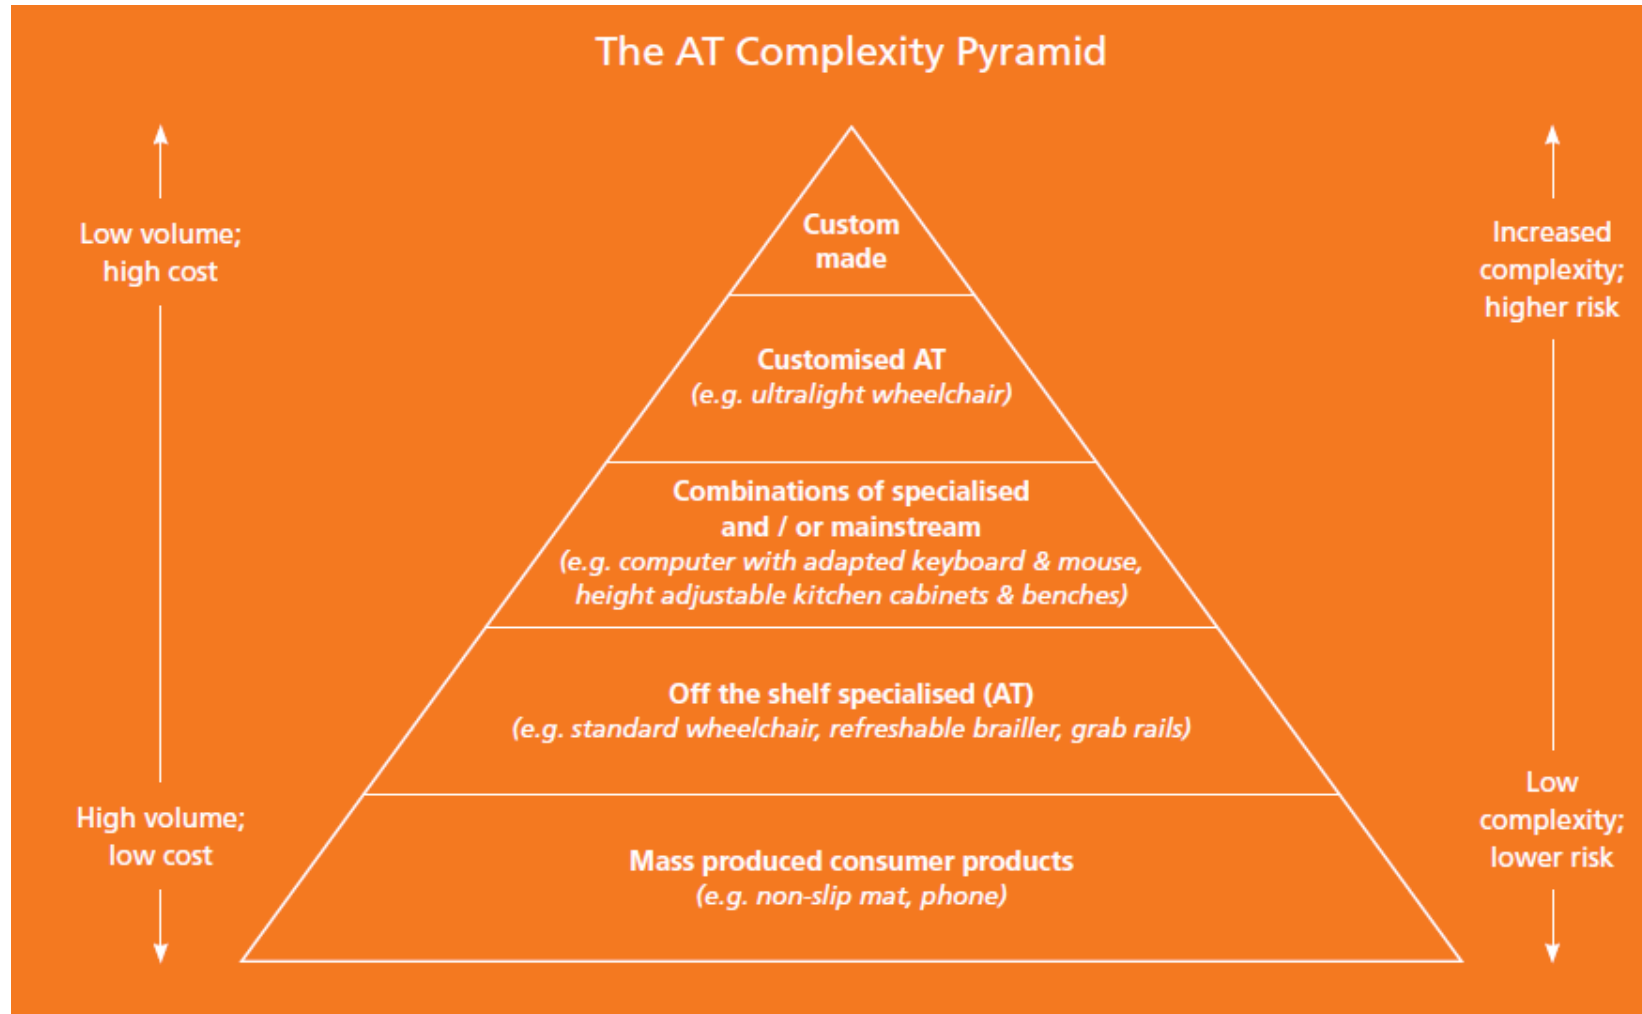 The AT Complexity Pyramid
Low volume;
high cost
High volume;
low cost
Custom
made
Customised AT
(e.g. ultralight wheelchair)
Combinations of specialised
and / or mainstream
(e.g. computer with adapted keyboard & mouse,
height adjustable kitchen cabinets & benches)
Off the shelf specialised (AT)
(e.g. standard wheelchair, refreshable brailler, grab rails)
Mass produced consumer products
(e.g. non-slip mat, phone)
Increased
complexity;
higher risk
Low
complexity;
lower risk